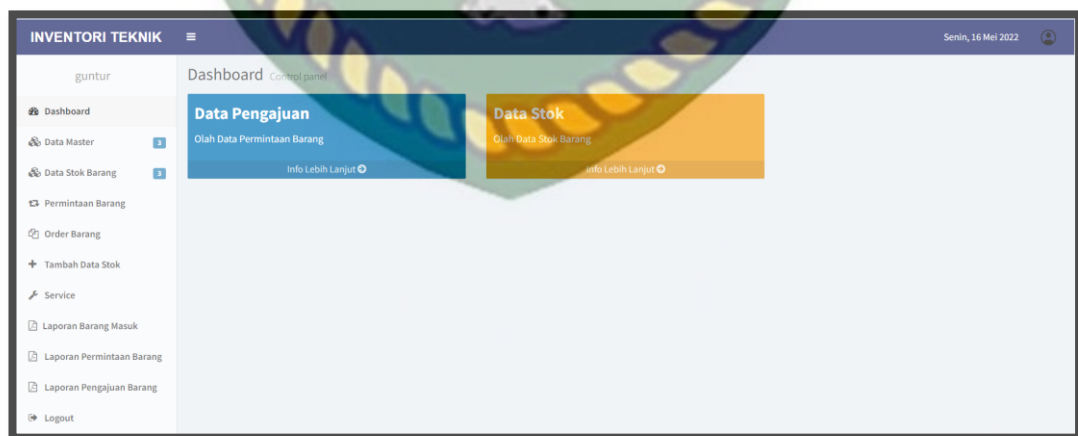 INVENTORI TEKNIK
Senin, 16 Mei 2022
guntur
Dashboard
Data Master 3
Data Stok Barang 3
Permintaan Barang
Order Barang
Tambah Data Stok
Service
Laporan Barang Masuk
Laporan Permintaan Barang
Laporan Pengajuan Barang
Logout
Dashboard Control panel
Data Pengajuan
Olah Data Permintaan Barang
Info Lebih Lanjut
Data Stok
Olah Data Stok Barang
Info Lebih Lanjut